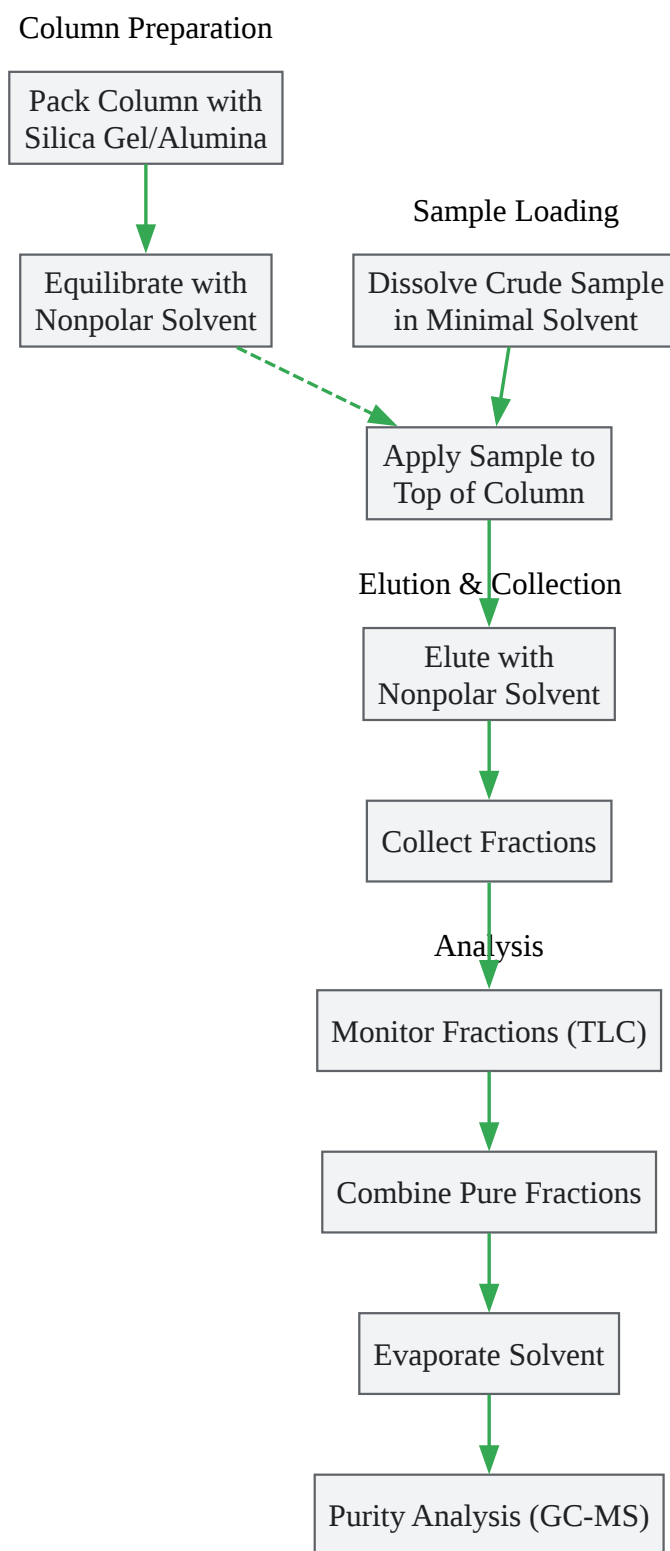 Column Preparation
Pack Column with
Silica Gel/Alumina
Sample Loading
Equilibrate with
Nonpolar Solvent
Dissolve Crude Sample
in Minimal Solvent
Apply Sample to
Top of Column
Elution & Collection
Elute with
Nonpolar Solvent
Collect Fractions
Analysis
Monitor Fractions (TLC)
Combine Pure Fractions
Evaporate Solvent
Purity Analysis (GC-MS)